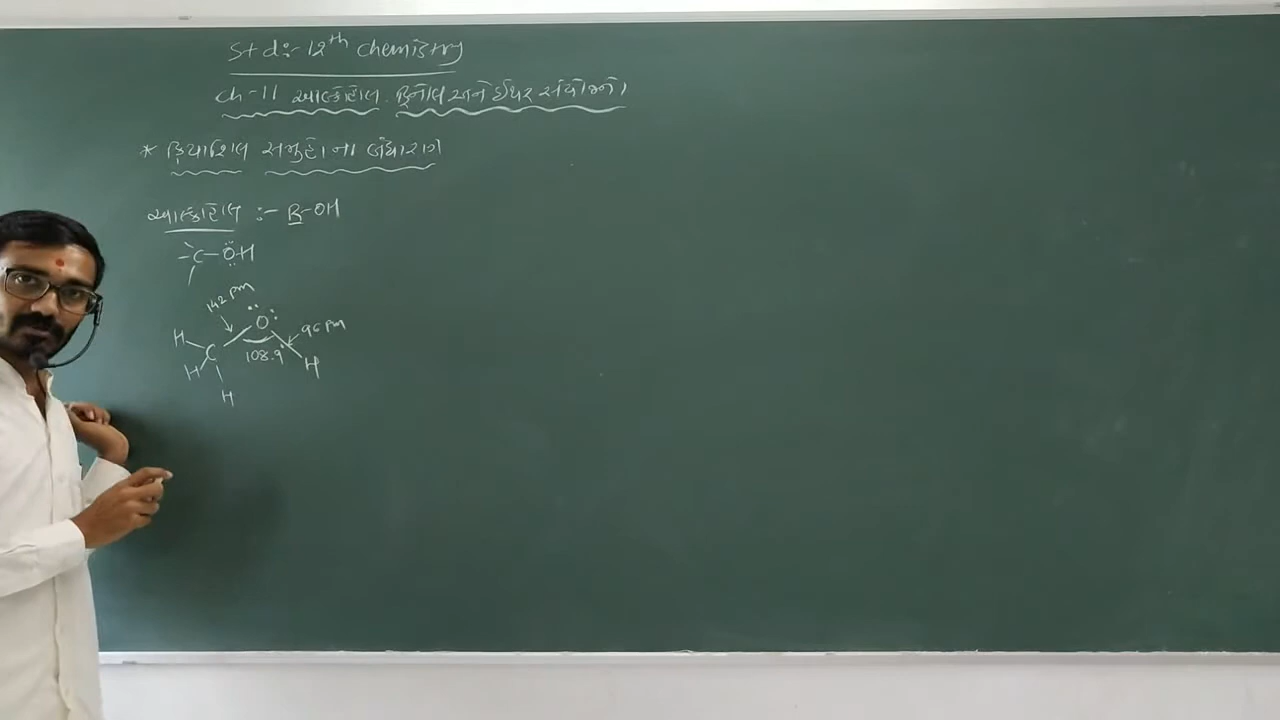 Std:- 12th Chemistry
Ch-11 આલ્કોહોલ, ફિનોલ અને ઈથર સંયોજનો
* ક્રિયાશિલ સમુહોના બંધારણ
આલ્કોહોલ :- R-OH
-C-OH
142 pm
O
96 pm
H
C
108.9°
H
H
H